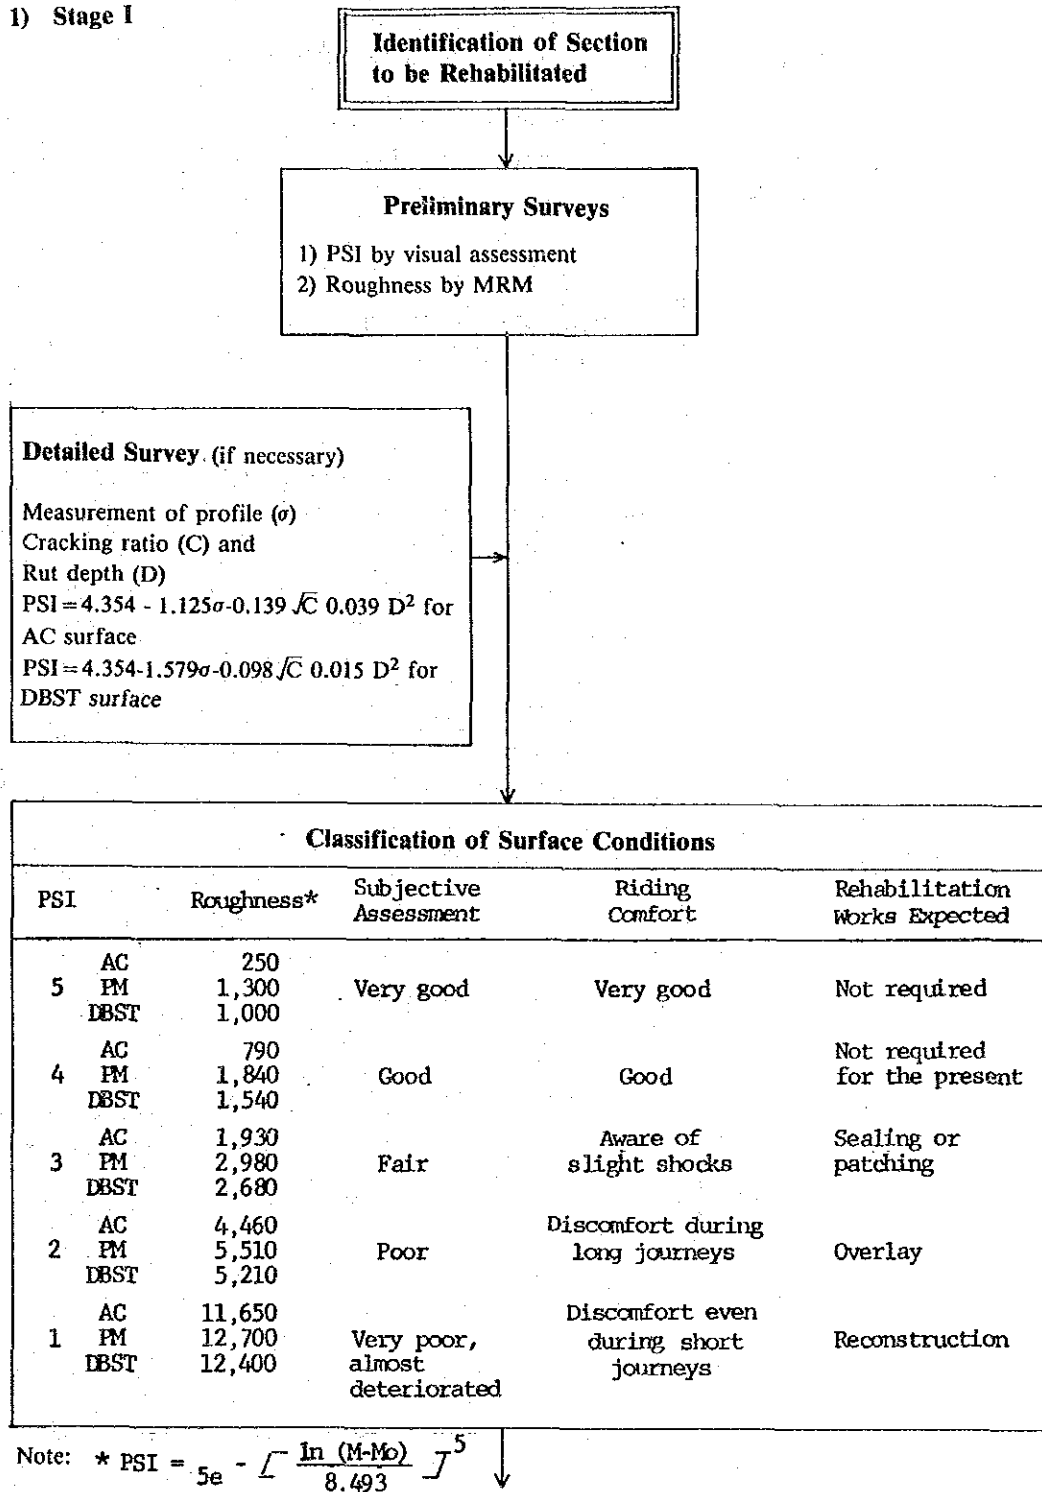 1) Stage I
Identification of Section
to be Rehabilitated
Preliminary Surveys
1) PSI by visual assessment
2) Roughness by MRM
Detailed Survey (if necessary)
Measurement of profile (σ)
Cracking ratio (C) and
Rut depth (D)
PSI=4.354 - 1.125σ-0.139 √C 0.039 D² for
AC surface
PSI=4.354-1.579σ-0.098√C 0.015 D² for
DBST surface
Classification of Surface Conditions
PSI Roughness* Subjective Assessment Riding Comfort Rehabilitation Works Expected
AC 250
5 PM 1,300 Very good Very good Not required
DBST 1,000
AC 790 Not required
4 PM 1,840 Good Good for the present
DBST 1,540
AC 1,930 Aware of Sealing or
3 PM 2,980 Fair slight shocks patching
DBST 2,680
AC 4,460 Discomfort during
2 PM 5,510 Poor long journeys Overlay
DBST 5,210
AC 11,650 Discomfort even
1 PM 12,700 Very poor, during short Reconstruction
DBST 12,400 almost journeys
deteriorated
Note: * PSI = 5e - [ ln (M-Mo) / 8.493 ]⁵